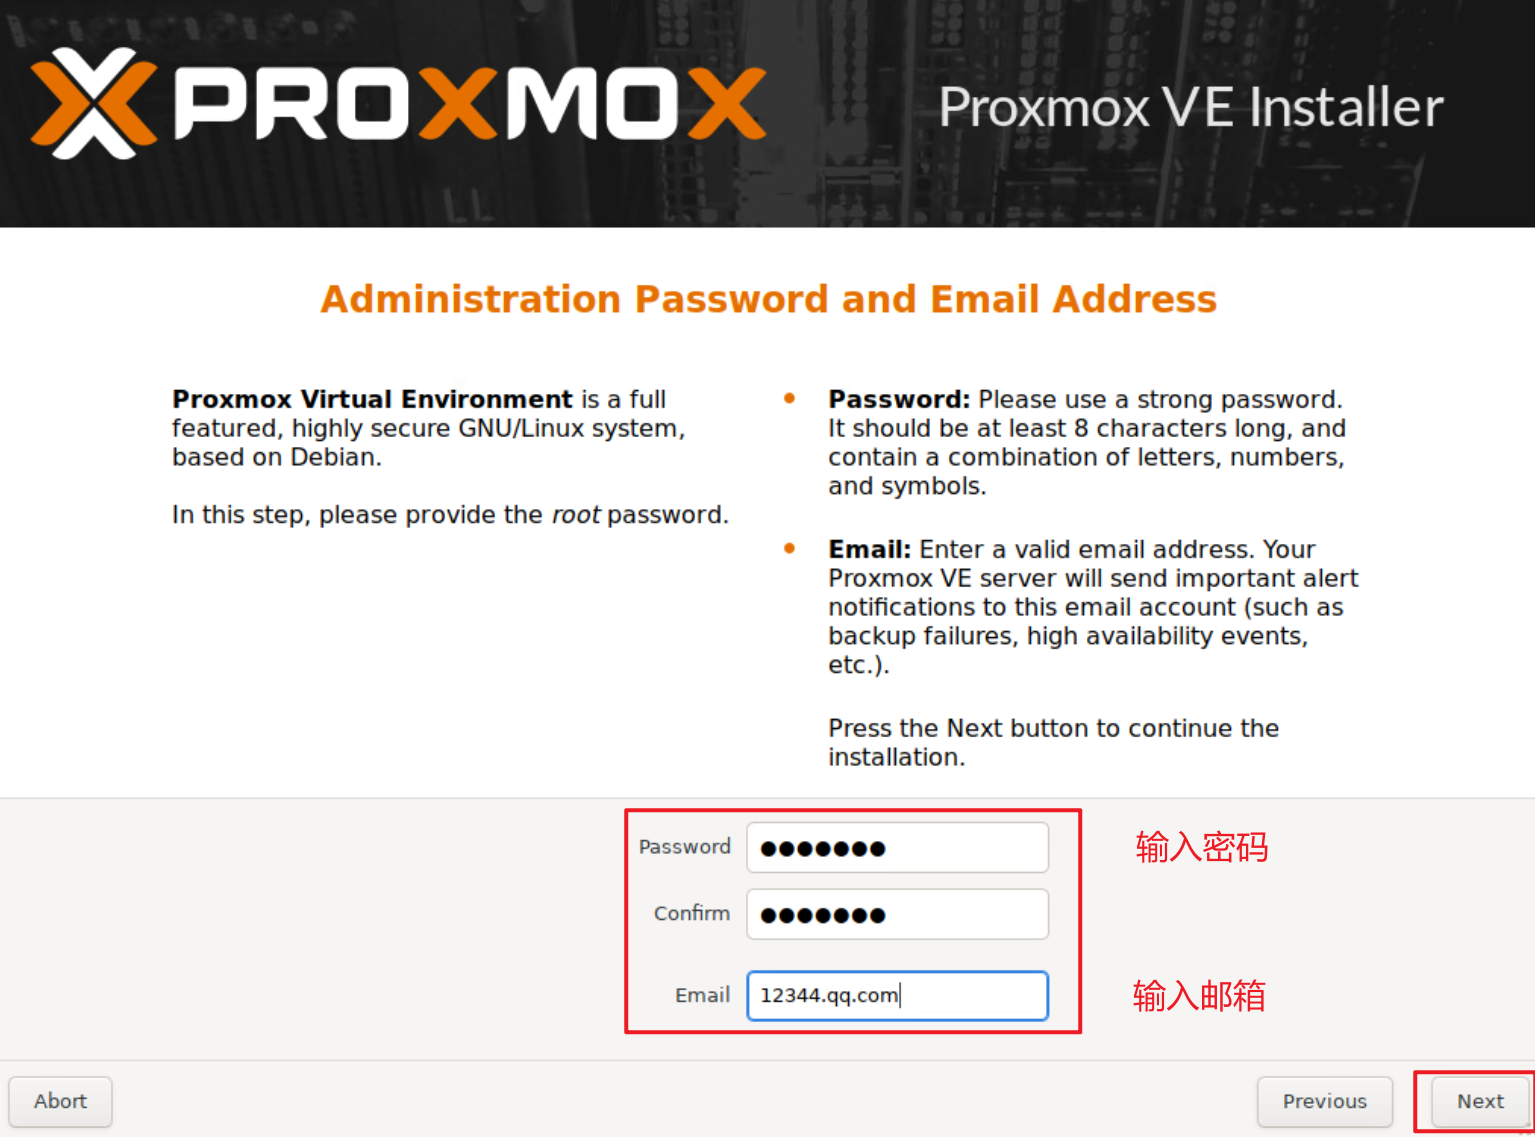 PROXMOX
Proxmox VE Installer
Administration Password and Email Address
Proxmox Virtual Environment is a full
featured, highly secure GNU/Linux system,
based on Debian.
In this step, please provide the root password.
Password: Please use a strong password.
It should be at least 8 characters long, and
contain a combination of letters, numbers,
and symbols.
Email: Enter a valid email address. Your
Proxmox VE server will send important alert
notifications to this email account (such as
backup failures, high availability events,
etc.).
Press the Next button to continue the
installation.
Password ●●●●●●● 输入密码
Confirm ●●●●●●●
Email 12344.qq.com 输入邮箱
Abort Previous Next